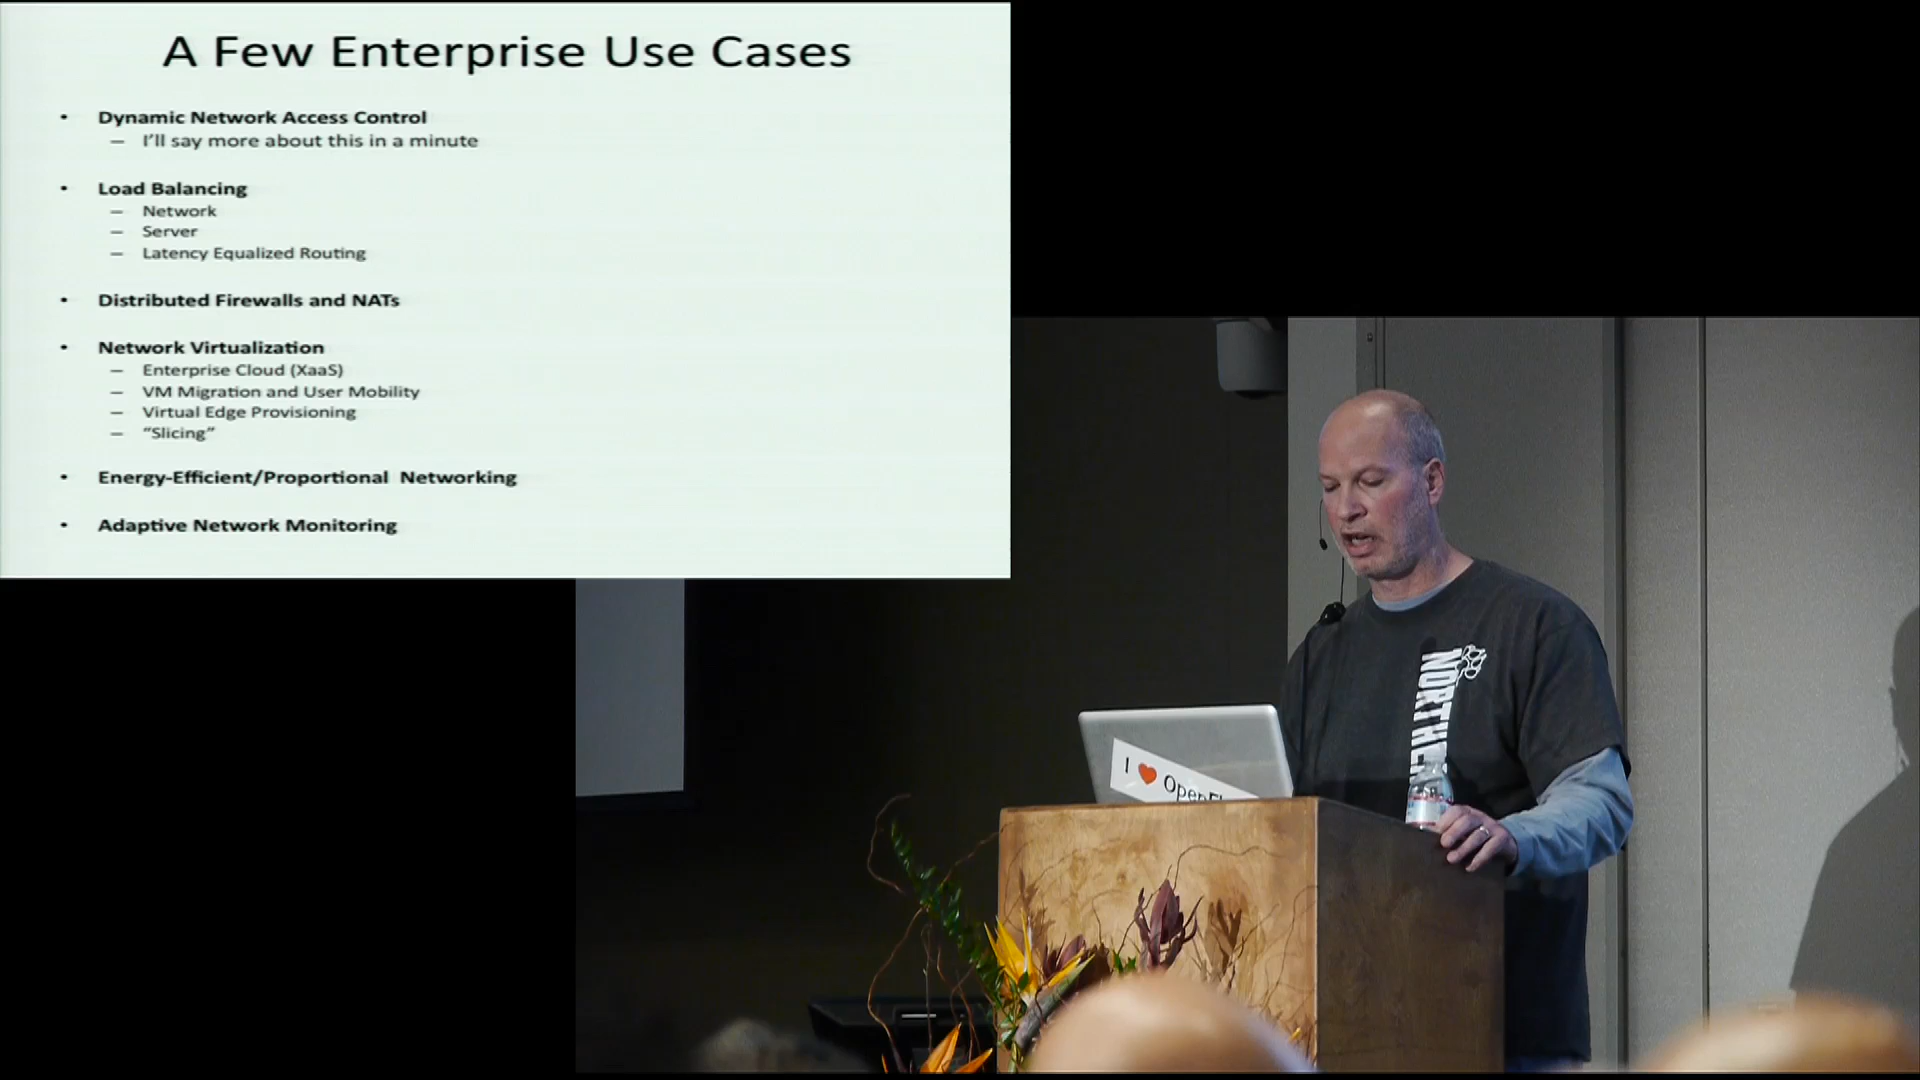 A Few Enterprise Use Cases
• Dynamic Network Access Control
– I'll say more about this in a minute
• Load Balancing
– Network
– Server
– Latency Equalized Routing
• Distributed Firewalls and NATs
• Network Virtualization
– Enterprise Cloud (XaaS)
– VM Migration and User Mobility
– Virtual Edge Provisioning
– “Slicing”
• Energy-Efficient/Proportional Networking
• Adaptive Network Monitoring
I ❤ OpenFl
NORTHE